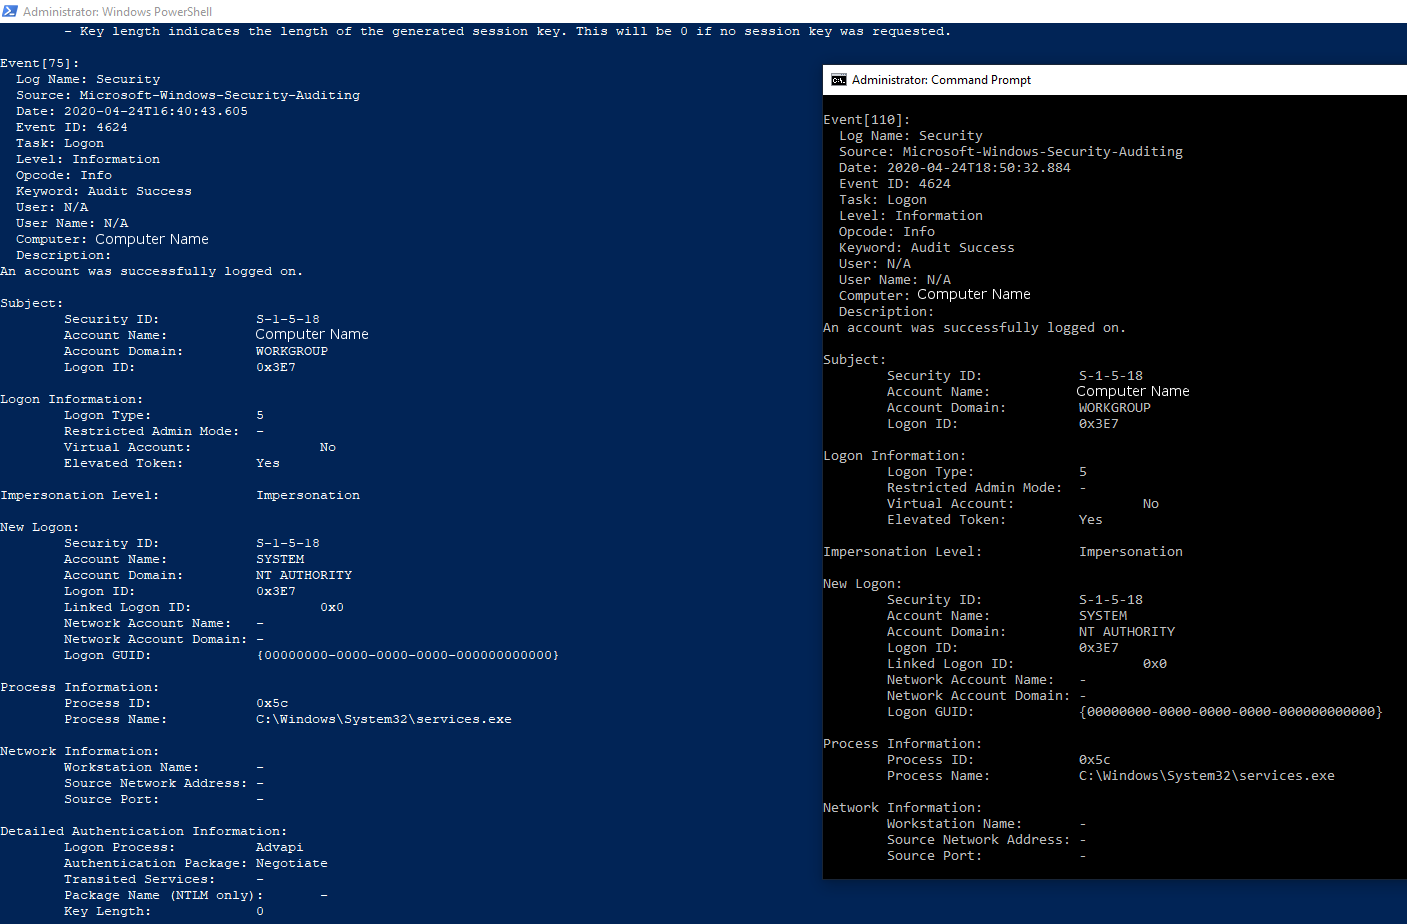 Administrator: Windows PowerShell
- Key length indicates the length of the generated session key. This will be 0 if no session key was requested.
Event[75]:
Log Name: Security
Source: Microsoft-Windows-Security-Auditing
Date: 2020-04-24T16:40:43.605
Event ID: 4624
Task: Logon
Level: Information
Opcode: Info
Keyword: Audit Success
User: N/A
User Name: N/A
Computer: Computer Name
Description:
An account was successfully logged on.
Subject:
Security ID: S-1-5-18
Account Name: Computer Name
Account Domain: WORKGROUP
Logon ID: 0x3E7
Logon Information:
Logon Type: 5
Restricted Admin Mode: -
Virtual Account: No
Elevated Token: Yes
Impersonation Level: Impersonation
New Logon:
Security ID: S-1-5-18
Account Name: SYSTEM
Account Domain: NT AUTHORITY
Logon ID: 0x3E7
Linked Logon ID: 0x0
Network Account Name: -
Network Account Domain: -
Logon GUID: {00000000-0000-0000-0000-000000000000}
Process Information:
Process ID: 0x5c
Process Name: C:\Windows\System32\services.exe
Network Information:
Workstation Name: -
Source Network Address: -
Source Port: -
Detailed Authentication Information:
Logon Process: Advapi
Authentication Package: Negotiate
Transited Services: -
Package Name (NTLM only): -
Key Length: 0
Administrator: Command Prompt
Event[110]:
Log Name: Security
Source: Microsoft-Windows-Security-Auditing
Date: 2020-04-24T18:50:32.884
Event ID: 4624
Task: Logon
Level: Information
Opcode: Info
Keyword: Audit Success
User: N/A
User Name: N/A
Computer: Computer Name
Description:
An account was successfully logged on.
Subject:
Security ID: S-1-5-18
Account Name: Computer Name
Account Domain: WORKGROUP
Logon ID: 0x3E7
Logon Information:
Logon Type: 5
Restricted Admin Mode: -
Virtual Account: No
Elevated Token: Yes
Impersonation Level: Impersonation
New Logon:
Security ID: S-1-5-18
Account Name: SYSTEM
Account Domain: NT AUTHORITY
Logon ID: 0x3E7
Linked Logon ID: 0x0
Network Account Name: -
Network Account Domain: -
Logon GUID: {00000000-0000-0000-0000-000000000000}
Process Information:
Process ID: 0x5c
Process Name: C:\Windows\System32\services.exe
Network Information:
Workstation Name: -
Source Network Address: -
Source Port: -